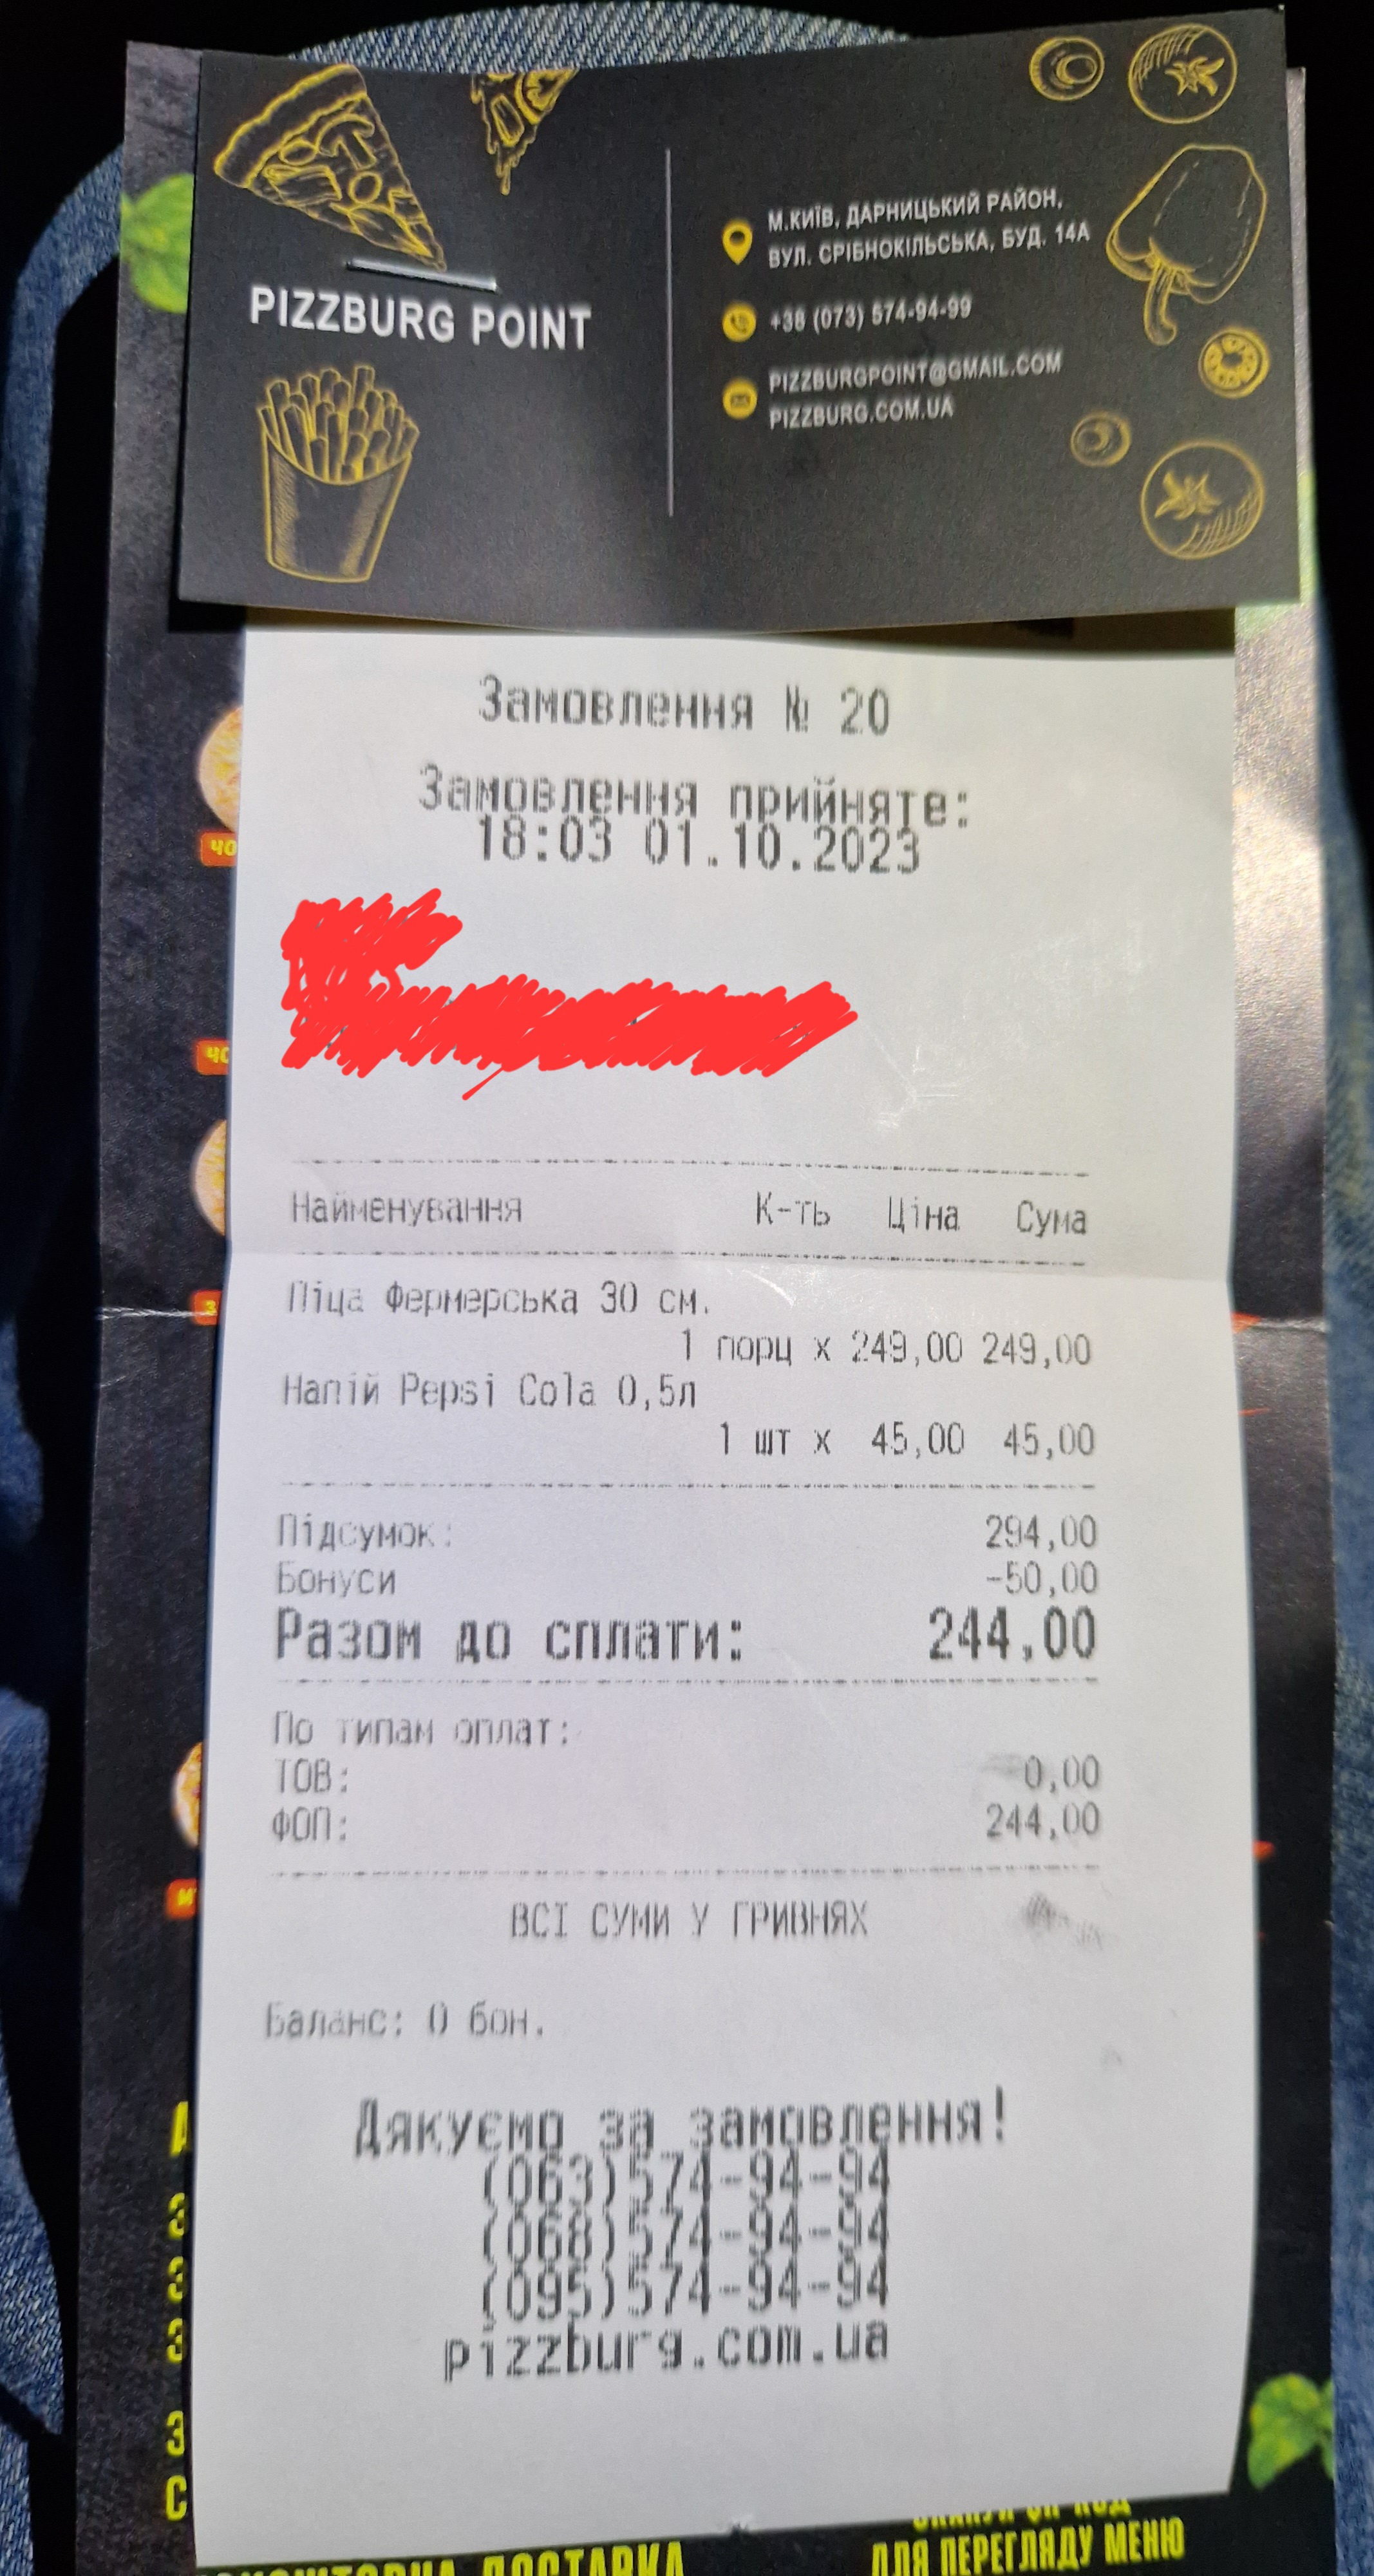 PIZZBURG POINT
М.КИЇВ, ДАРНИЦЬКИЙ РАЙОН,
ВУЛ. СРІБНОКІЛЬСЬКА, БУД. 14А
+38 (073) 574-94-99
PIZZBURGPOINT@GMAIL.COM
PIZZBURG.COM.UA
Замовлення № 20
Замовлення прийняте:
18:03 01.10.2023
Найменування К-ть Ціна Сума
Піца Фермерська 30 см.
1 порц х 249,00 249,00
Напій Pepsi Cola 0,5л
1 шт х 45,00 45,00
Підсумок: 294,00
Бонуси -50,00
Разом до сплати: 244,00
По типам оплат:
ТОВ: 0,00
ФОП: 244,00
ВСІ СУМИ У ГРИВНЯХ
Баланс: 0 бон.
Дякуємо за замовлення!
(063)574-94-94
(068)574-94-94
(095)574-94-94
pizzburg.com.ua
ДОСТАВКА
ДЛЯ ПЕРЕГЛЯДУ МЕНЮ